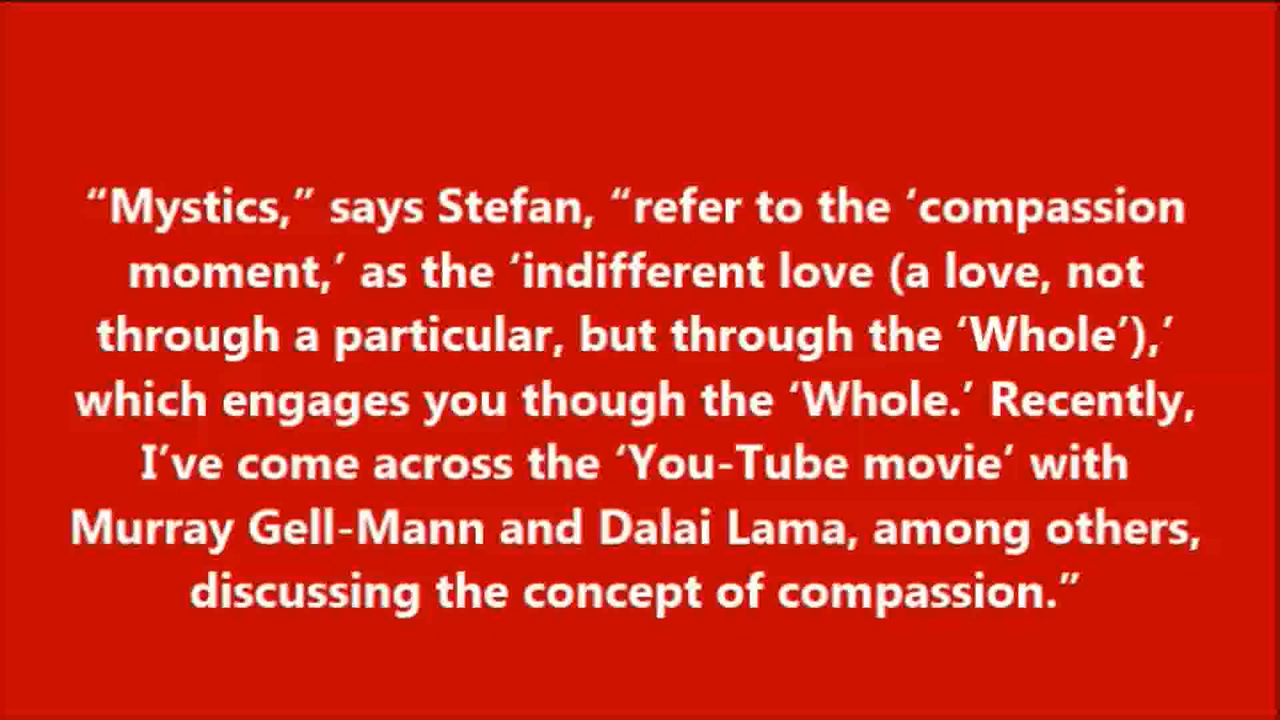 “Mystics,” says Stefan, “refer to the ‘compassion
moment,’ as the ‘indifferent love (a love, not
through a particular, but through the ‘Whole’),’
which engages you though the ‘Whole.’ Recently,
I’ve come across the ‘You-Tube movie’ with
Murray Gell-Mann and Dalai Lama, among others,
discussing the concept of compassion.”